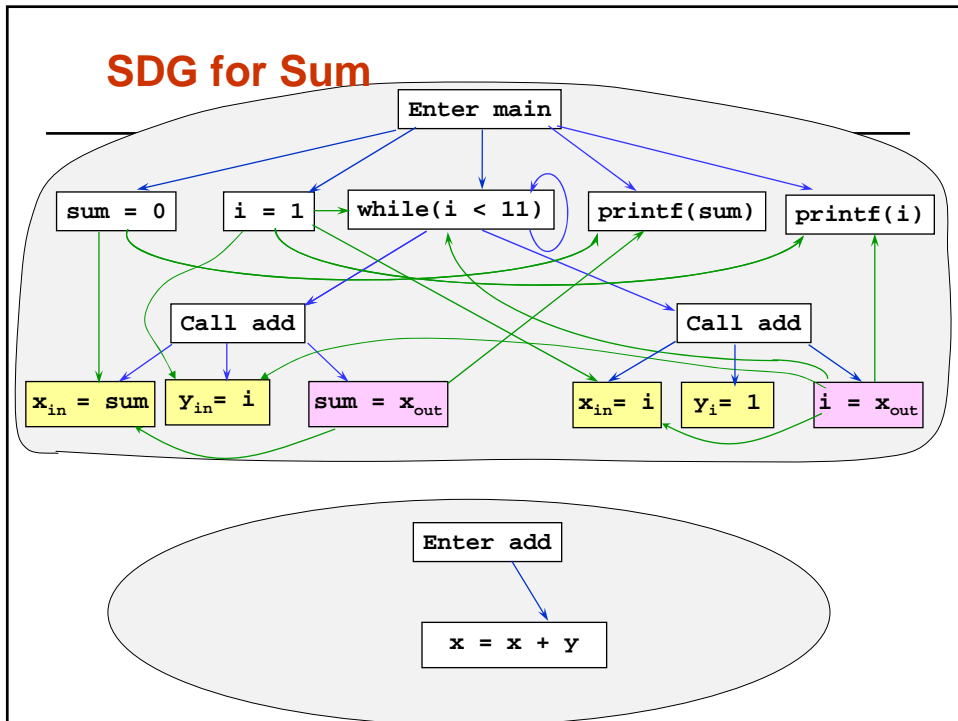 SDG for Sum
Enter main
sum = 0
i = 1
while(i < 11)
printf(sum)
printf(i)
Call add
Call add
xin = sum
yin= i
sum = xout
xin= i
yi= 1
i = xout
Enter add
x = x + y